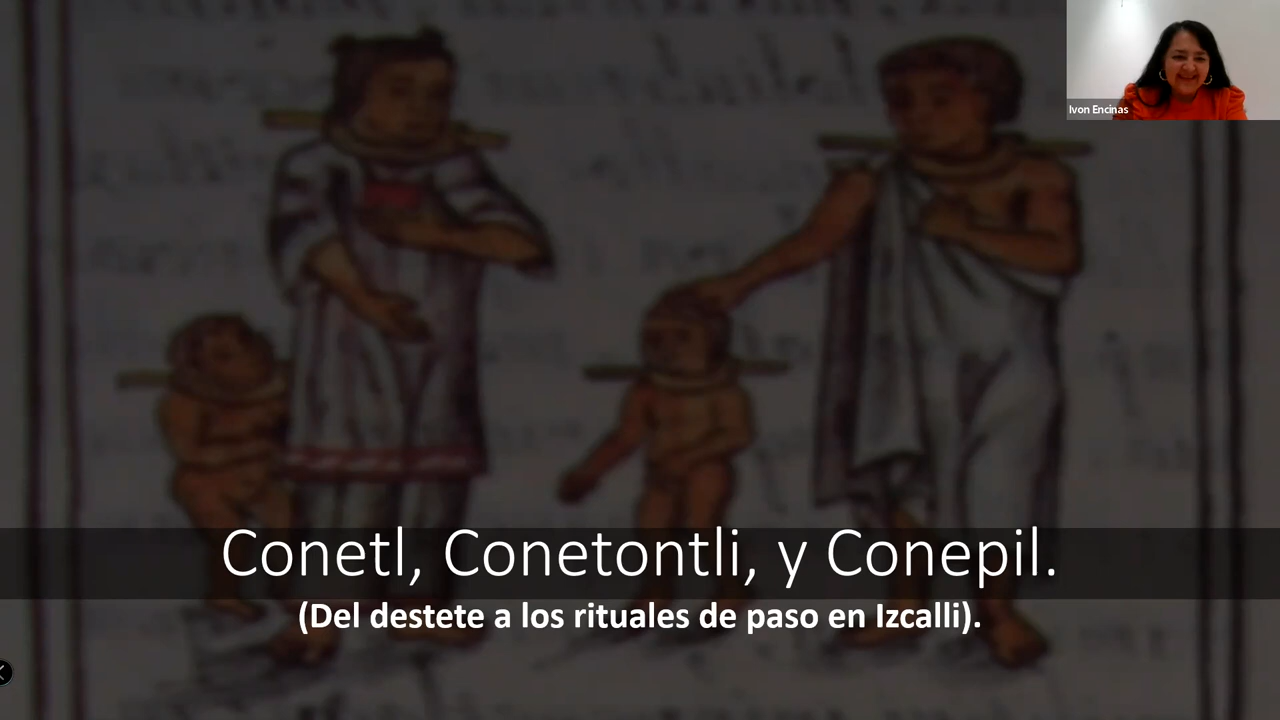 Ivon Encinas
Conetl, Conetontli, y Conepil.
(Del destete a los rituales de paso en Izcalli).